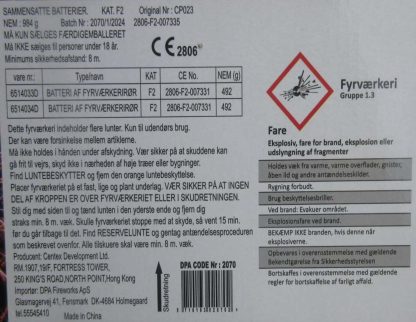 SAMMENSATTE BATTERIER. KAT. F2 Original Nr : CP023
NEM : 984 g Batch Nr : 2070/1/2024 2806-F2-007335
MÅ KUN SÆLGES FÆRDIGEMBALLERET
MÅ IKKE sælges til personer under 18 år.
Minimums sikkerhedsafstand: 8 m.
CE 2806
vare nr.: Type/navn KAT CE No. NEM (g)
6514033D BATTERI AF FYRVÆRKERIRØR F2 2806-F2-007331 492
6514034D BATTERI AF FYRVÆRKERIRØR F2 2806-F2-007331 492
Dette fyrværkeri indeholder flere lunter. Kun til udendørs brug.
Der kan være forsinkelse mellem artiklerne.
Må ikke holdes i hånden under afskydning. Vær sikker på at skuddene kan
gå frit til vejrs, skyd ikke i nærheden af høje træer eller bygninger.
Find LUNTEBESKYTTER og fjern den orange luntebeskyttelse.
Placer fyrværkeriet på et fast, lige og plant underlag. VÆR SIKKER PÅ AT INGEN
DEL AF KROPPEN ER OVER FYRVÆRKERIET ELLER I SKUDRETNINGEN.
Stil dig med siden til og tænd lunten i den yderste ende og fjern dig
straks min. 8 m. væk. Skulle fyrværkeriet stoppe med at skyde, så vent 15 min.
før du går tilbage. Find RESERVELUNTE og gentag antændelsesproceduren
som beskrevet ovenfor. Alle tilskuere skal være min. 8 m. væk.
Producent: Centex Development Ltd.
RM.1907, 19/F, FORTRESS TOWER,
250 KING'S ROAD,NORTH POINT,Hong Kong
Importør: DPA Fireworks ApS
Glasmagervej 41, Fensmark DK-4684 Holmegaard
tel.55545410
DPA CODE Nr : 2070
Skudretning
Fyrværkeri
Gruppe 1.3
Fare
Eksplosiv, fare for brand, eksplosion eller
udslyngning af fragmenter
Holdes væk fra varme, varme overflader, gnister,
åben ild og andre antændelseskilder.
Rygning forbudt.
Brug beskyttelsesbriller.
Ved brand: Evakuer området.
Eksplosionsfare ved brand.
BEKÆMP IKKE branden, hvis denne når
eksplosiverne.
Opbevares i overensstemmelse med gældende
Bekendtgørelse fra Sikkerhedsstyrelsen
Bortskaffes i overensstemmelse med gældende
regler for bortskaffelse af farligt affald.